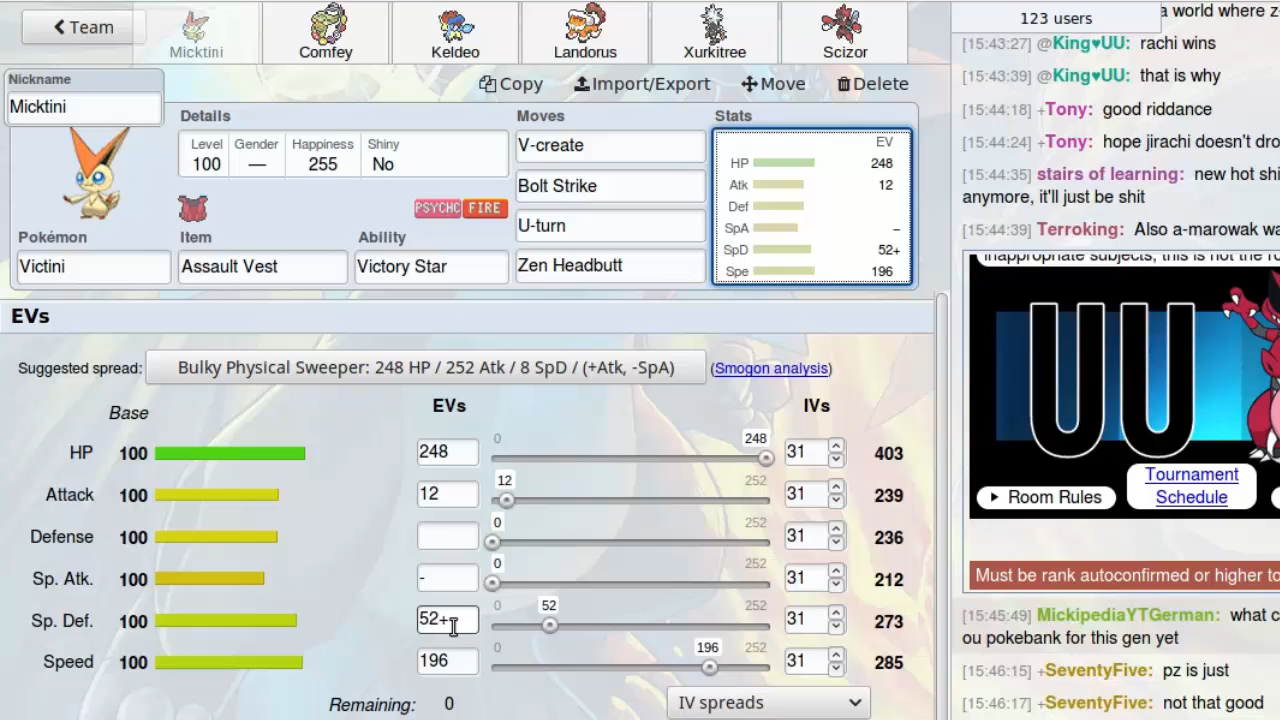 Team
Micktini
Comfey
Keldeo
Landorus
Xurkitree
Scizor
Nickname
Micktini
Copy
Import/Export
Move
Delete
Details
Moves
Stats
Level
100
Gender
—
Happiness
255
Shiny
No
PSYCHC FIRE
Pokémon
Victini
Item
Assault Vest
Ability
Victory Star
V-create
Bolt Strike
U-turn
Zen Headbutt
EV
HP 248
Atk 12
Def
SpA –
SpD 52+
Spe 196
EVs
Suggested spread: Bulky Physical Sweeper: 248 HP / 252 Atk / 8 SpD / (+Atk, -SpA) (Smogon analysis)
Base EVs IVs
HP 100 248 0 248 31 403
Attack 100 12 12 252 31 239
Defense 100 0 252 31 236
Sp. Atk. 100 - 0 252 31 212
Sp. Def. 100 52+ 0 52 252 31 273
Speed 100 196 0 196 252 31 285
Remaining: 0
IV spreads
123 users
a world where z-
[15:43:27] @King♥UU: rachi wins
[15:43:39] @King♥UU: that is why
[15:44:18] +Tony: good riddance
[15:44:24] +Tony: hope jirachi doesn't dro
[15:44:35] stairs of learning: new hot shi
anymore, it'll just be shit
[15:44:39] Terroking: Also a-marowak wa
inappropriate subjects, this is not the ro
UU
Room Rules
Tournament
Schedule
Must be rank autoconfirmed or higher to
[15:45:49] MickipediaYTGerman: what c
ou pokebank for this gen yet
[15:46:15] +SeventyFive: pz is just
[15:46:17] +SeventyFive: not that good